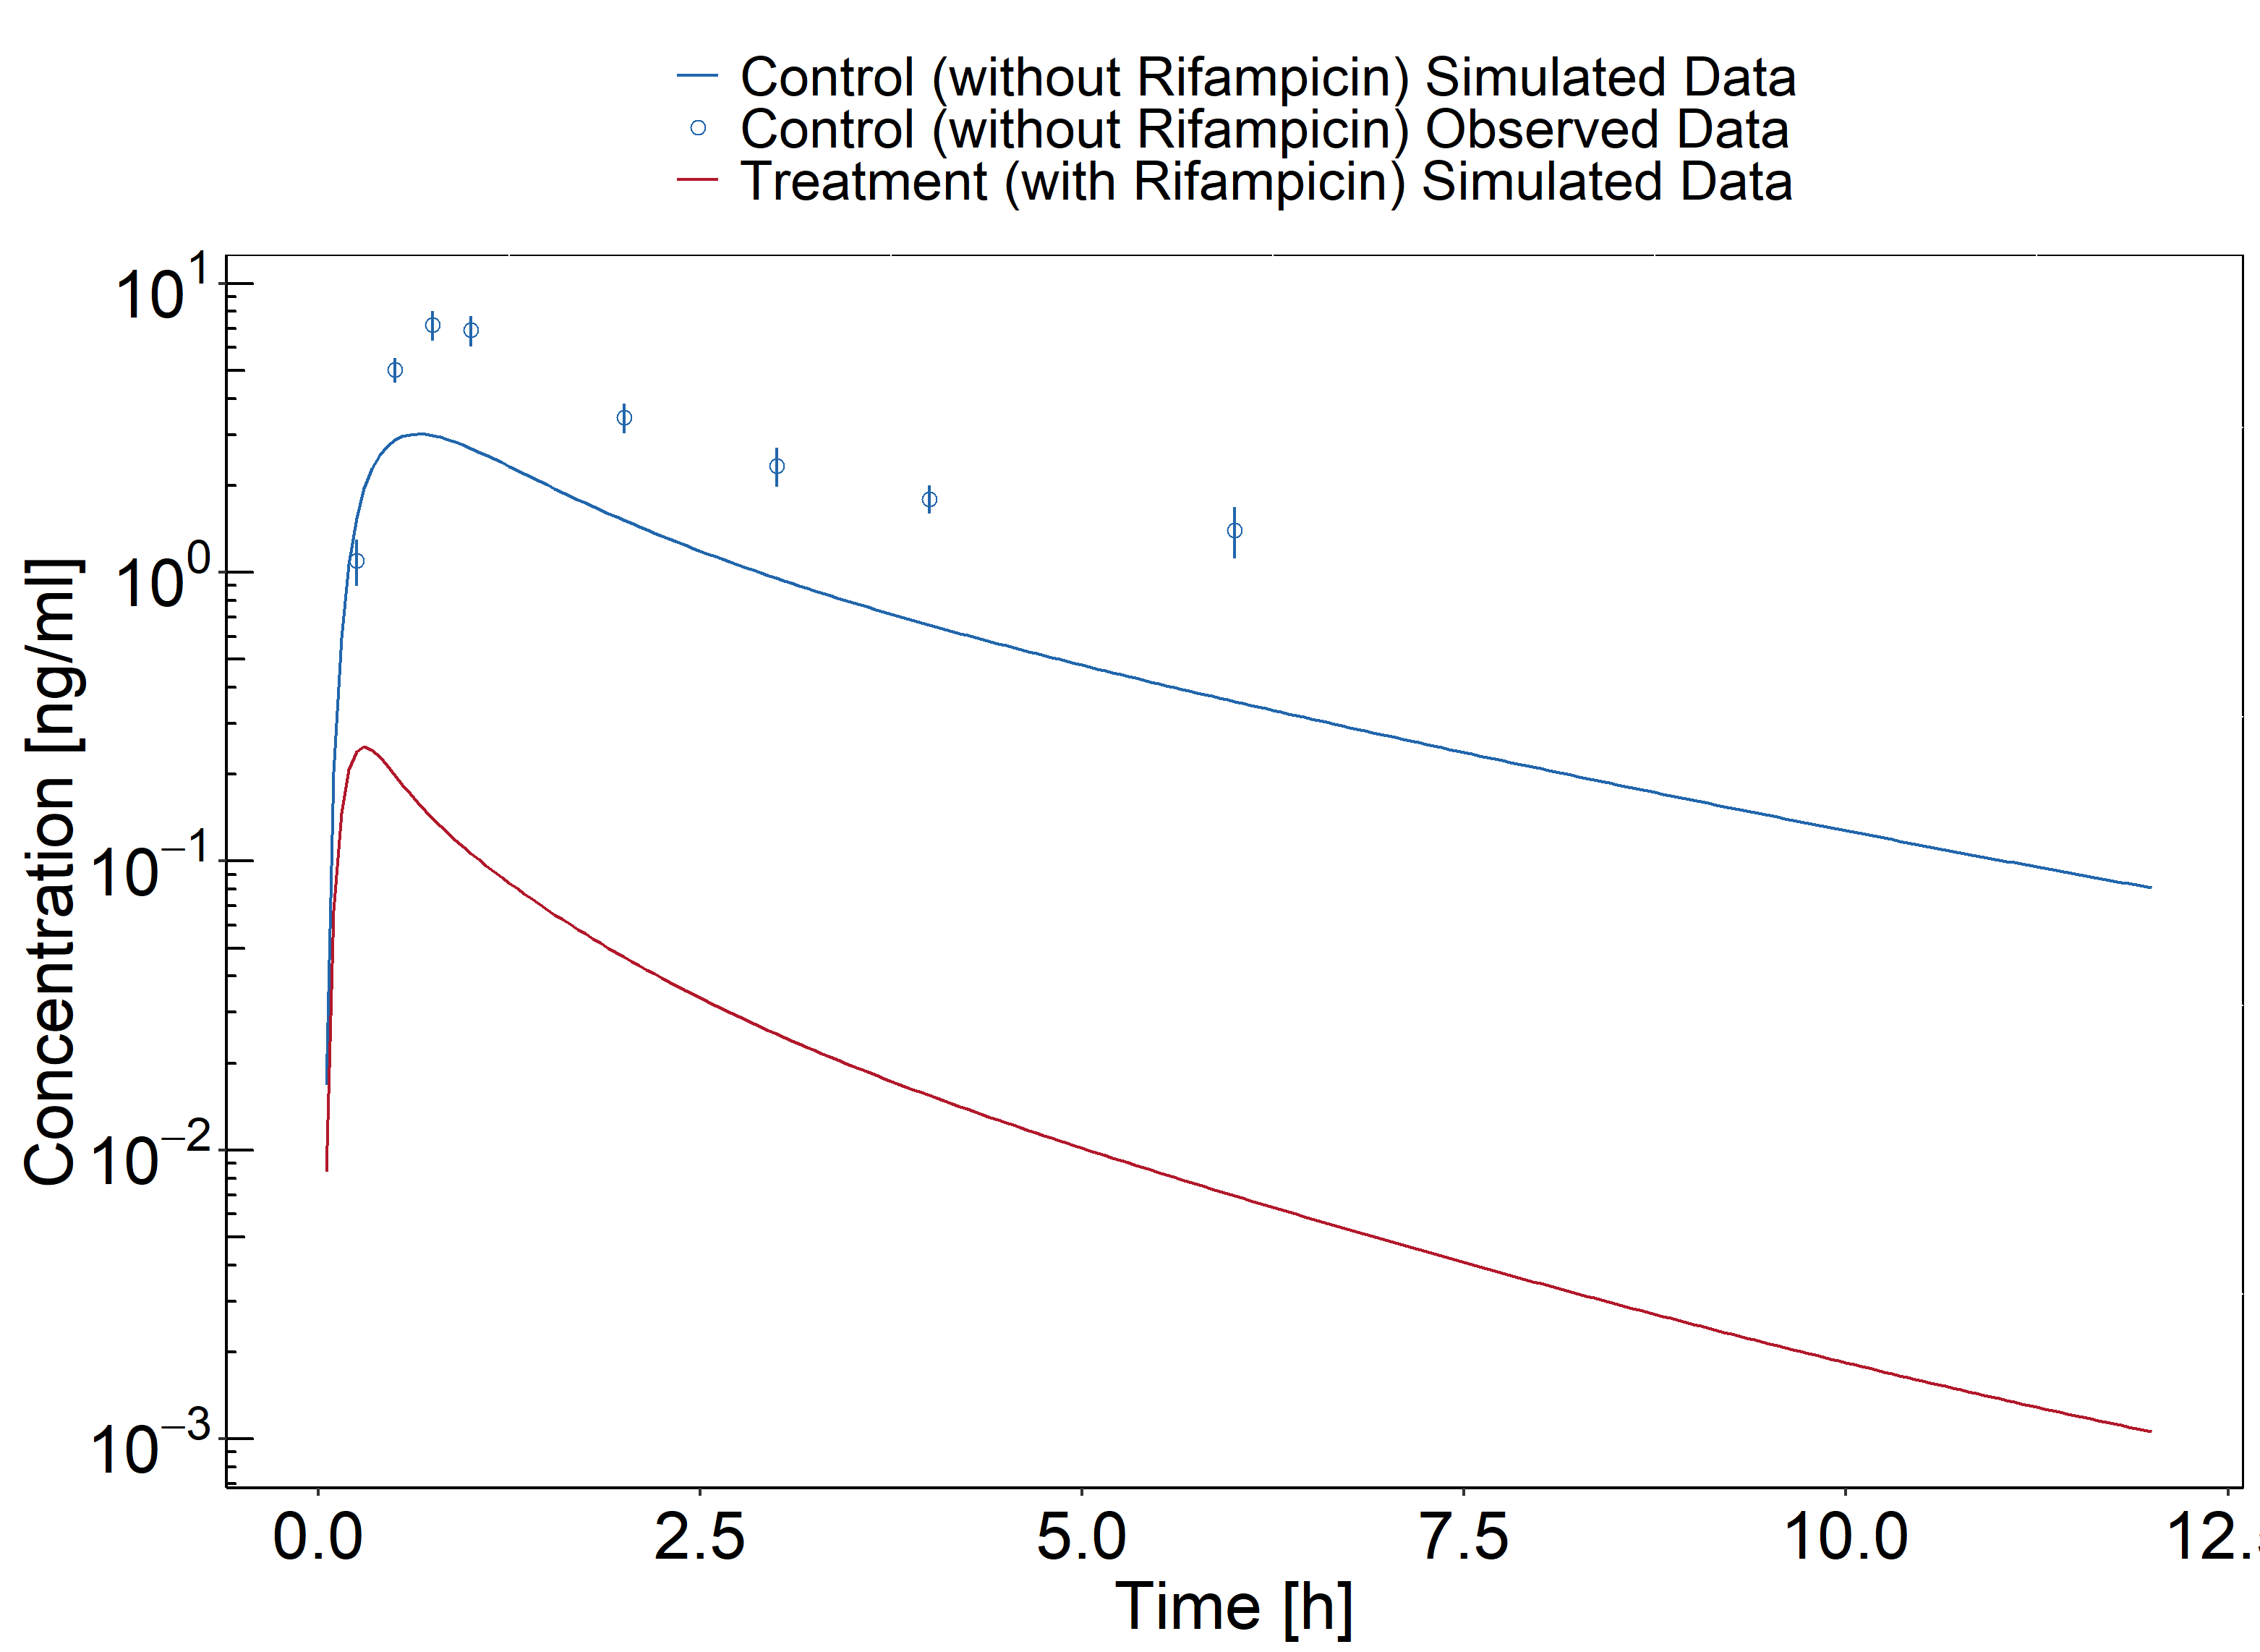 Control (without Rifampicin) Simulated Data
Control (without Rifampicin) Observed Data
Treatment (with Rifampicin) Simulated Data
Concentration [ng/ml]
10¹
10⁰
10⁻¹
10⁻²
10⁻³
0.0 2.5 5.0 7.5 10.0 12.
Time [h]